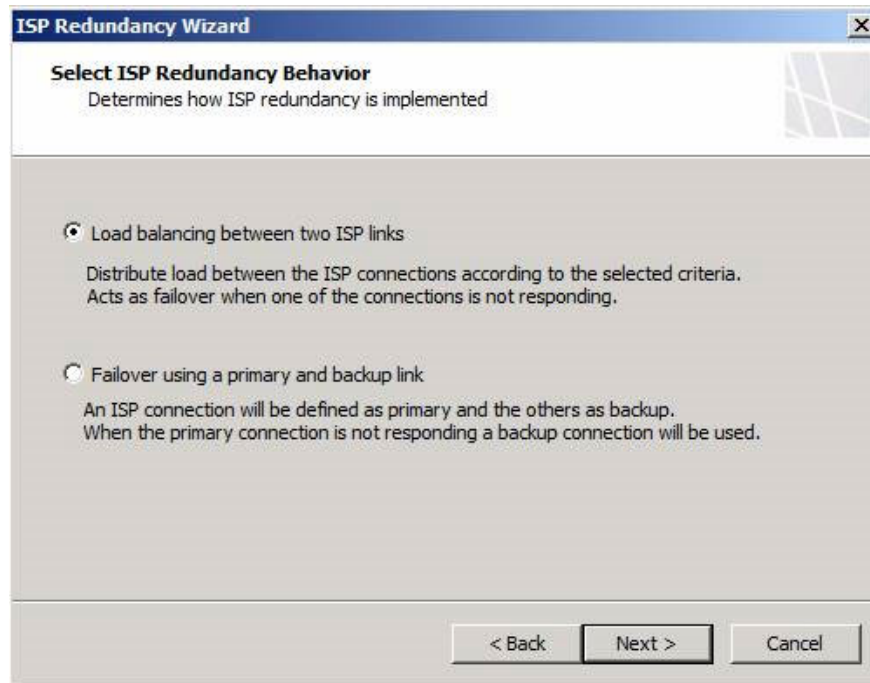 ISP Redundancy Wizard
Select ISP Redundancy Behavior
Determines how ISP redundancy is implemented
Load balancing between two ISP links
Distribute load between the ISP connections according to the selected criteria.
Acts as failover when one of the connections is not responding.
Failover using a primary and backup link
An ISP connection will be defined as primary and the others as backup.
When the primary connection is not responding a backup connection will be used.
< Back
Next >
Cancel